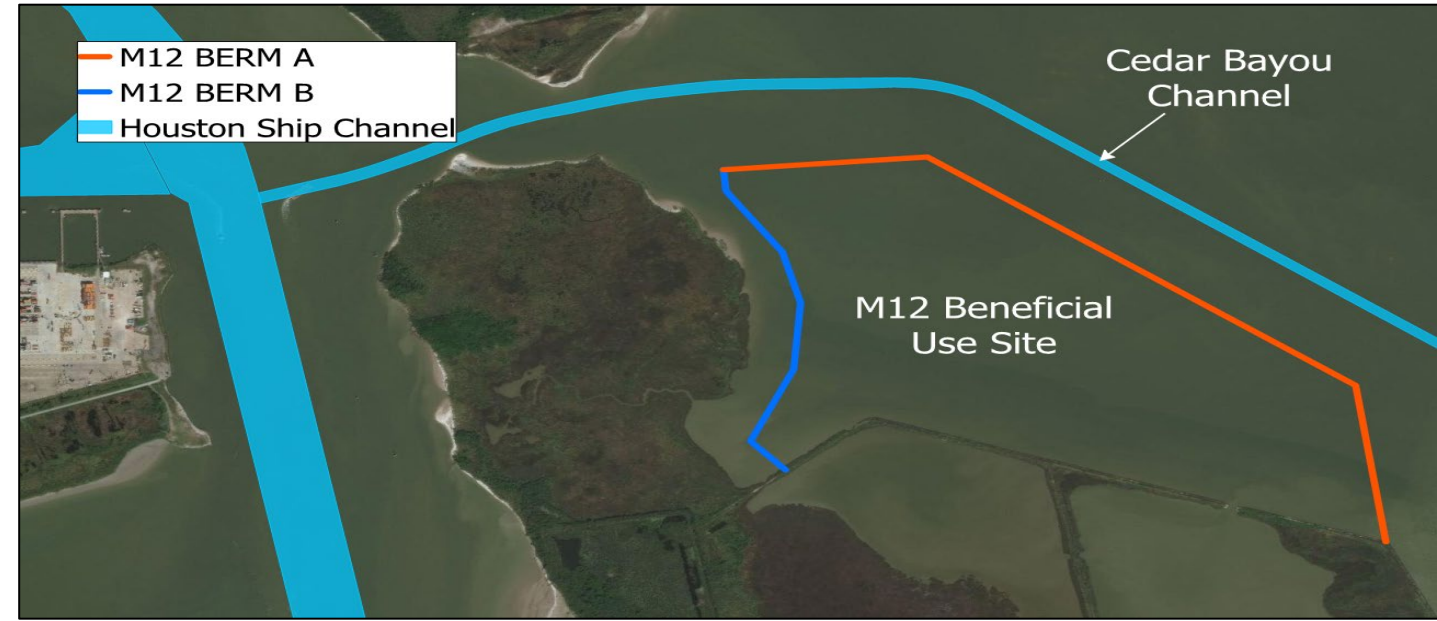 M12 BERM A
M12 BERM B
Houston Ship Channel
Cedar Bayou
Channel
M12 Beneficial
Use Site